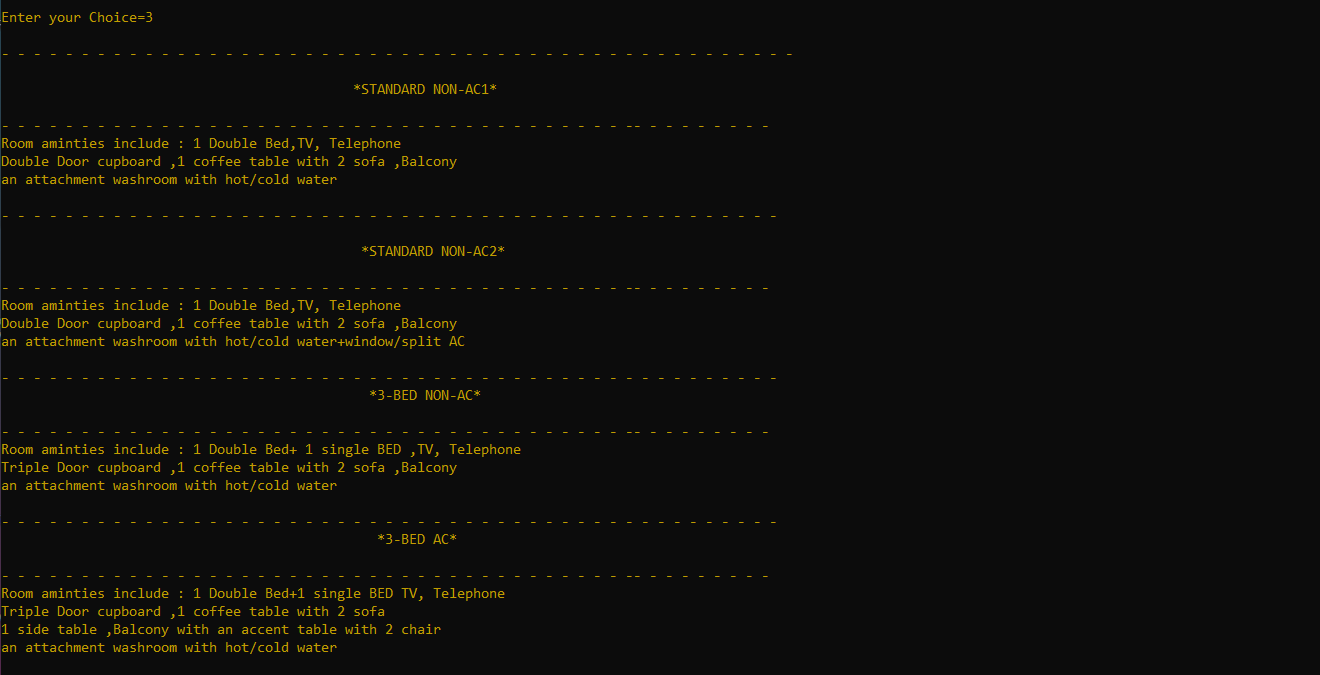 Enter your Choice=3
- - - - - - - - - - - - - - - - - - - - - - - - - - - - - - - - - - - - - - - - - - - - - - - - - -
*STANDARD NON-AC1*
- - - - - - - - - - - - - - - - - - - - - - - - - - - - - - - - - - - - - - - -- - - - - - - - -
Room aminties include : 1 Double Bed,TV, Telephone
Double Door cupboard ,1 coffee table with 2 sofa ,Balcony
an attachment washroom with hot/cold water
- - - - - - - - - - - - - - - - - - - - - - - - - - - - - - - - - - - - - - - - - - - - - - - - -
*STANDARD NON-AC2*
- - - - - - - - - - - - - - - - - - - - - - - - - - - - - - - - - - - - - - - -- - - - - - - - -
Room aminties include : 1 Double Bed,TV, Telephone
Double Door cupboard ,1 coffee table with 2 sofa ,Balcony
an attachment washroom with hot/cold water+window/split AC
- - - - - - - - - - - - - - - - - - - - - - - - - - - - - - - - - - - - - - - - - - - - - - - - -
*3-BED NON-AC*
- - - - - - - - - - - - - - - - - - - - - - - - - - - - - - - - - - - - - - - -- - - - - - - - -
Room aminties include : 1 Double Bed+ 1 single BED ,TV, Telephone
Triple Door cupboard ,1 coffee table with 2 sofa ,Balcony
an attachment washroom with hot/cold water
- - - - - - - - - - - - - - - - - - - - - - - - - - - - - - - - - - - - - - - - - - - - - - - - -
*3-BED AC*
- - - - - - - - - - - - - - - - - - - - - - - - - - - - - - - - - - - - - - - -- - - - - - - - -
Room aminties include : 1 Double Bed+1 single BED TV, Telephone
Triple Door cupboard ,1 coffee table with 2 sofa
1 side table ,Balcony with an accent table with 2 chair
an attachment washroom with hot/cold water